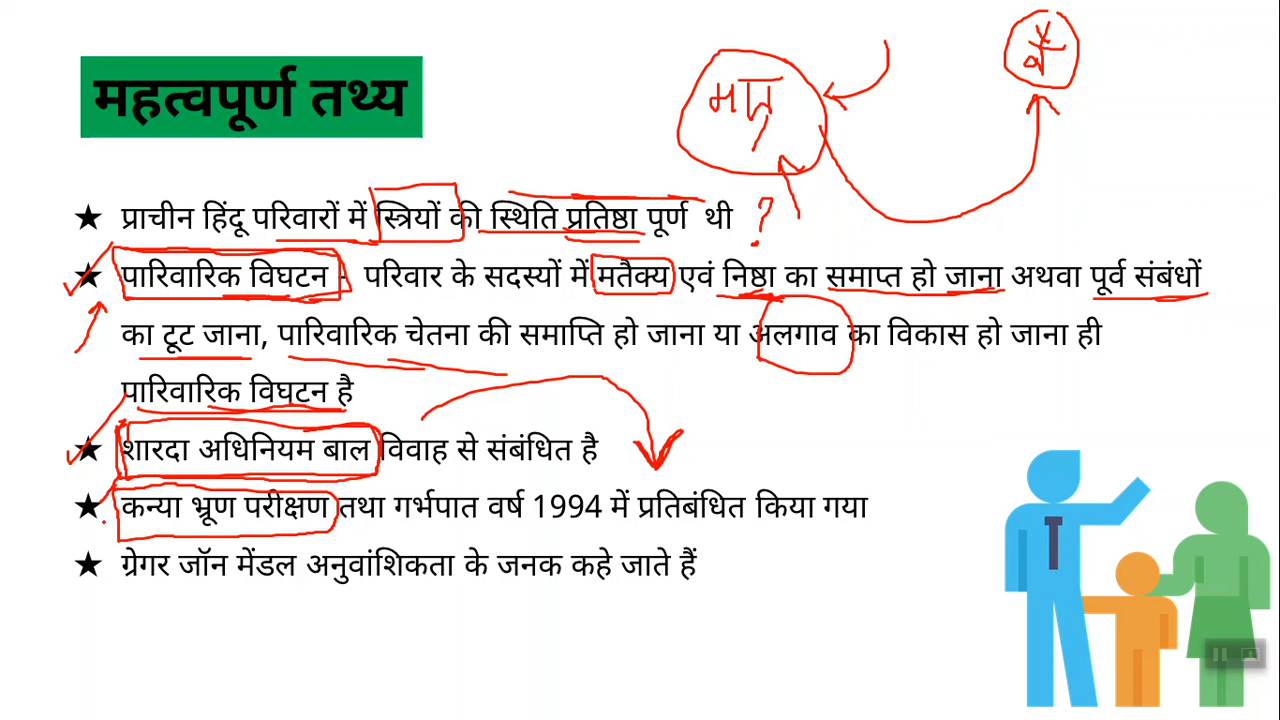 महत्वपूर्ण तथ्य
★ प्राचीन हिंदू परिवारों में स्त्रियों की स्थिति प्रतिष्ठा पूर्ण थी ?
★ पारिवारिक विघटन - परिवार के सदस्यों में मतैक्य एवं निष्ठा का समाप्त हो जाना अथवा पूर्व संबंधों
का टूट जाना, पारिवारिक चेतना की समाप्ति हो जाना या अलगाव का विकास हो जाना ही
पारिवारिक विघटन है
★ शारदा अधिनियम बाल विवाह से संबंधित है
★ कन्या भ्रूण परीक्षण तथा गर्भपात वर्ष 1994 में प्रतिबंधित किया गया
★ ग्रेगर जॉन मेंडल अनुवांशिकता के जनक कहे जाते हैं